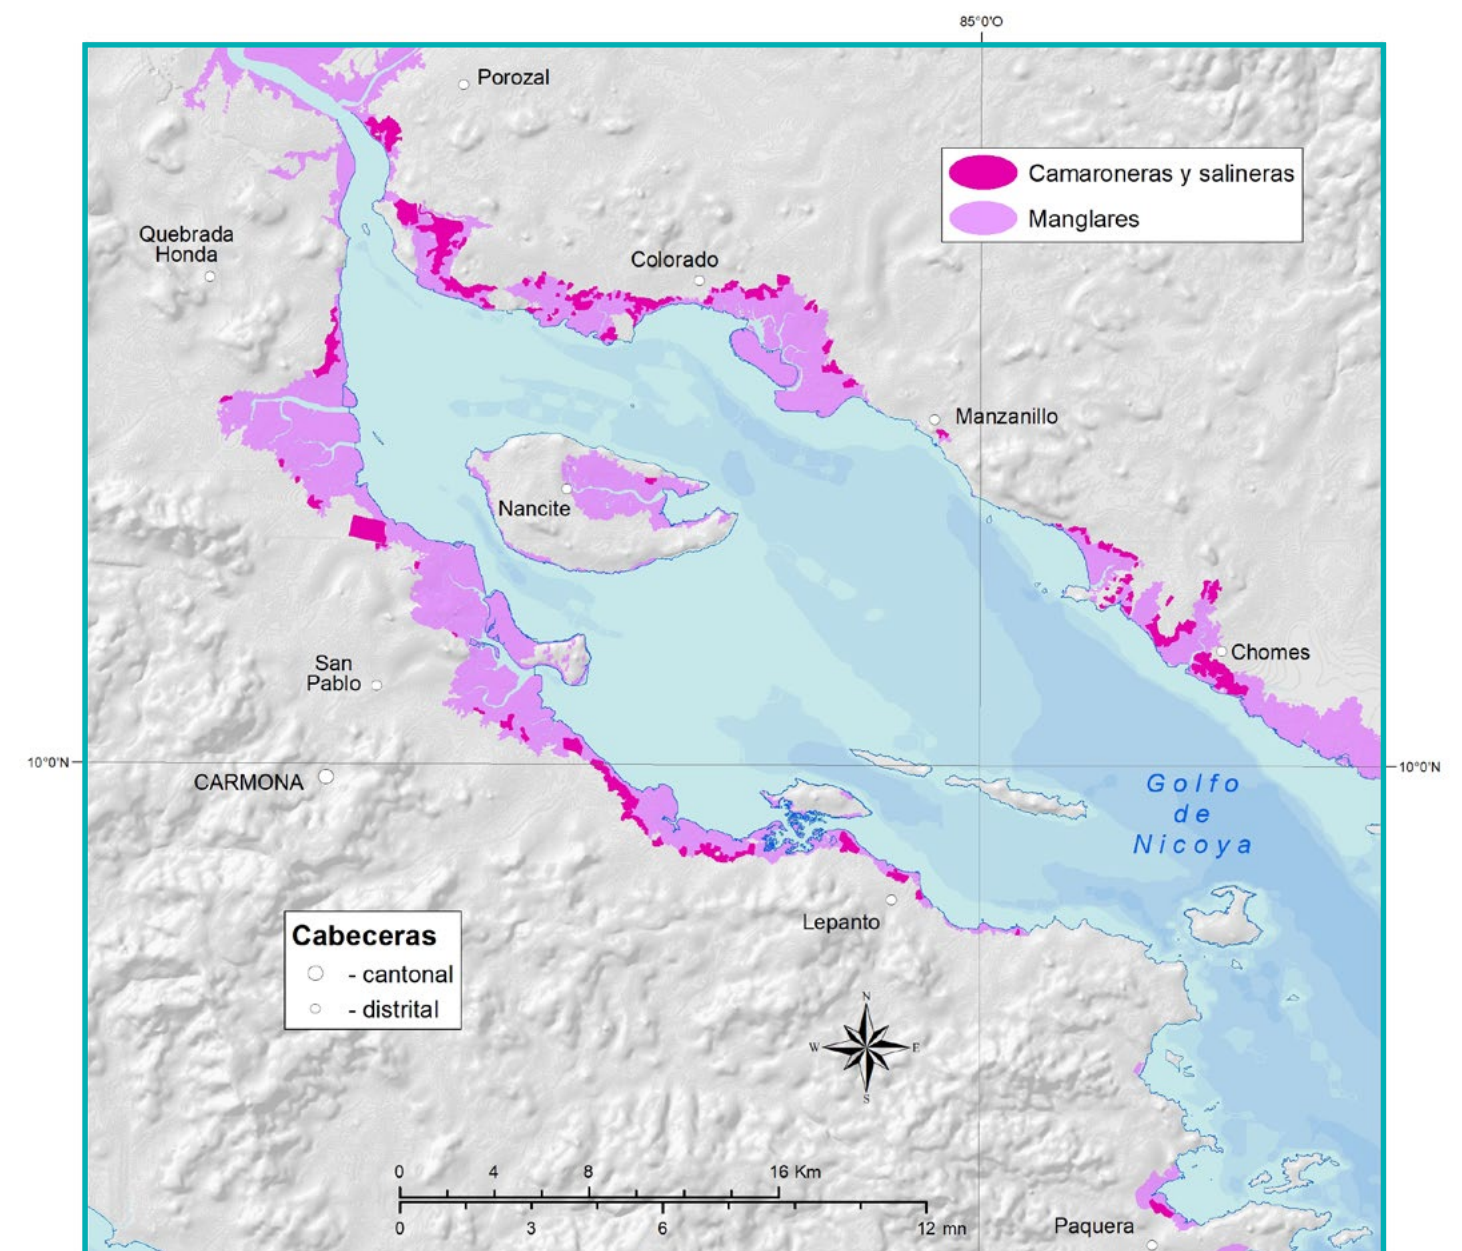 85°0'O
Porozal
Camaroneras y salineras
Manglares
Quebrada
Honda
Colorado
Manzanillo
Nancite
Chomes
San
Pablo
10°0'N
10°0'N
CARMONA
Golfo
de
Nicoya
Lepanto
Cabeceras
- cantonal
- distrital
N
W
E
S
0 4 8 16 Km
0 3 6 12 mn
Paquera